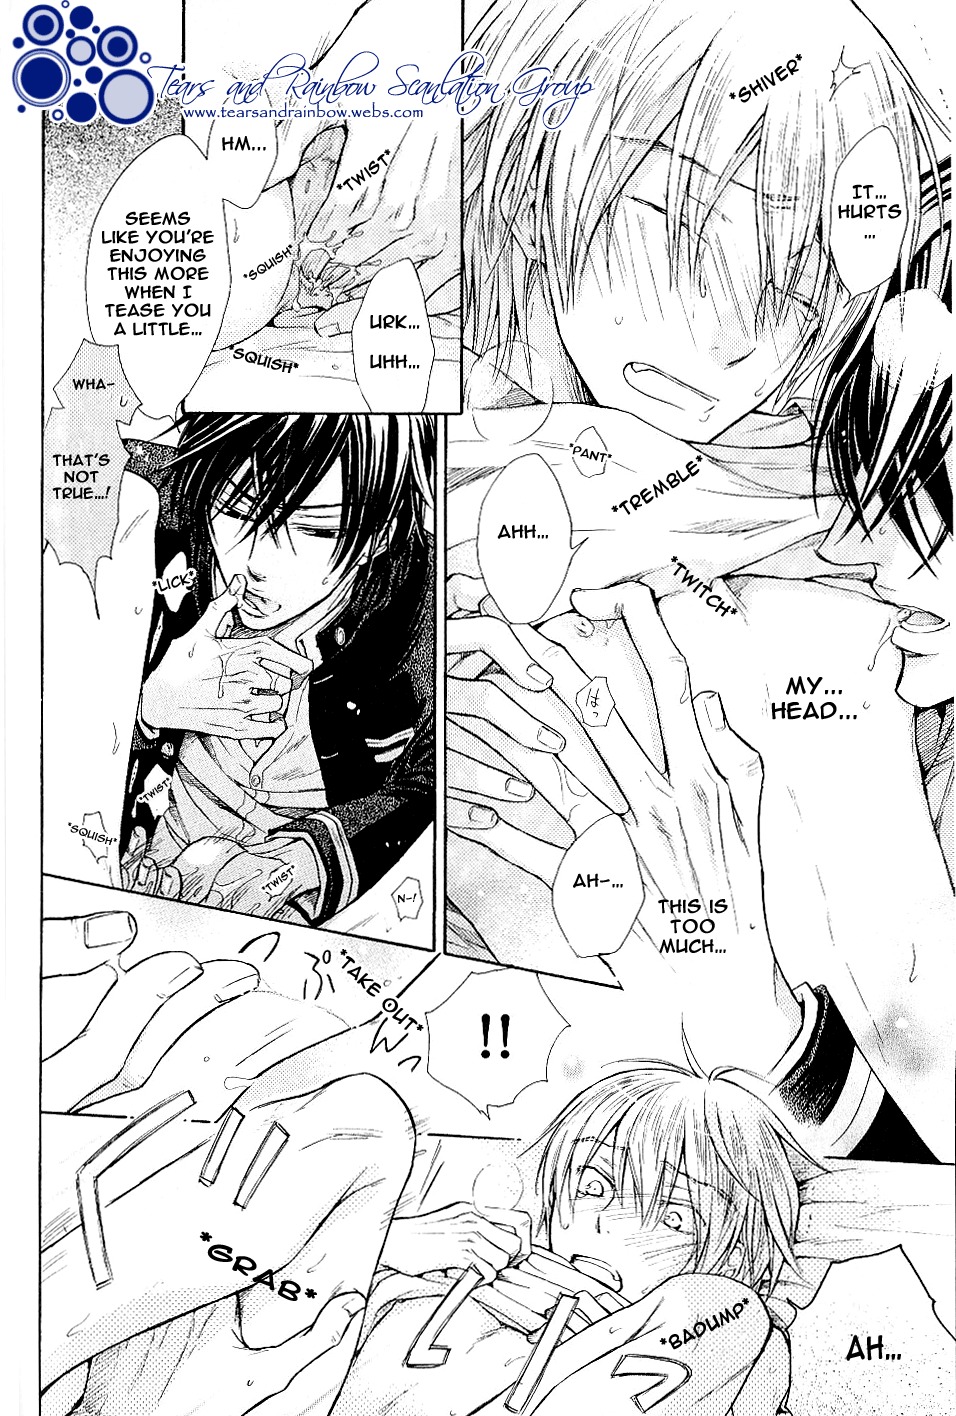 Tears and Rainbow Scanlation Group
www.tearsandrainbow.webs.com
*SHIVER*
IT...
HURTS
...
HM...
*TWIST*
SEEMS
LIKE YOU'RE
ENJOYING
THIS MORE
WHEN I
TEASE YOU
A LITTLE...
*SQUISH*
URK...
UHH...
*SQUISH*
WHA-
THAT'S
NOT
TRUE...!
*PANT*
*TREMBLE*
AHH...
*TWITCH*
*LICK*
MY...
HEAD...
はっ
*TWIST*
*SQUISH*
*TWIST*
N-!
AH-...
THIS IS
TOO
MUCH...
*TAKE OUT*
!!
*GRAB*
*BADUMP*
AH...